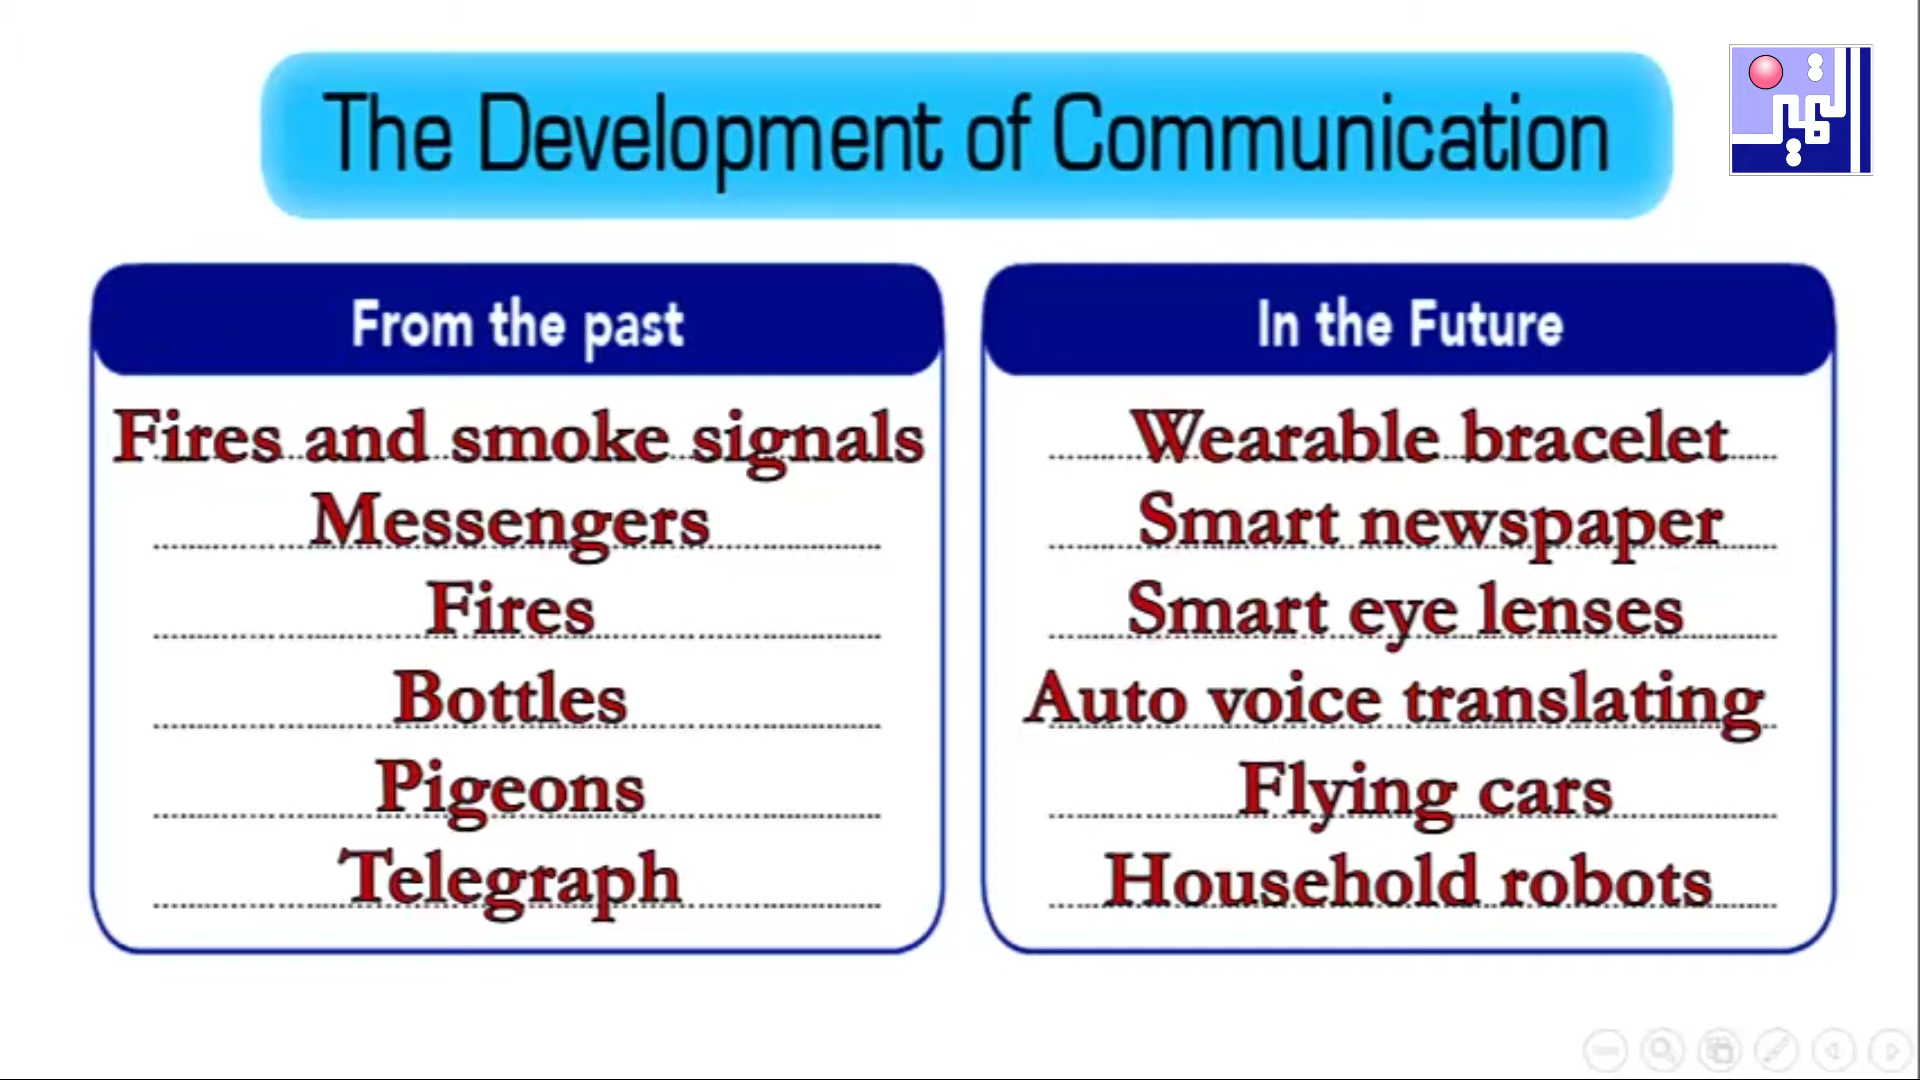 The Development of Communication
From the past
Fires and smoke signals
Messengers
Fires
Bottles
Pigeons
Telegraph
In the Future
Wearable bracelet
Smart newspaper
Smart eye lenses
Auto voice translating
Flying cars
Household robots